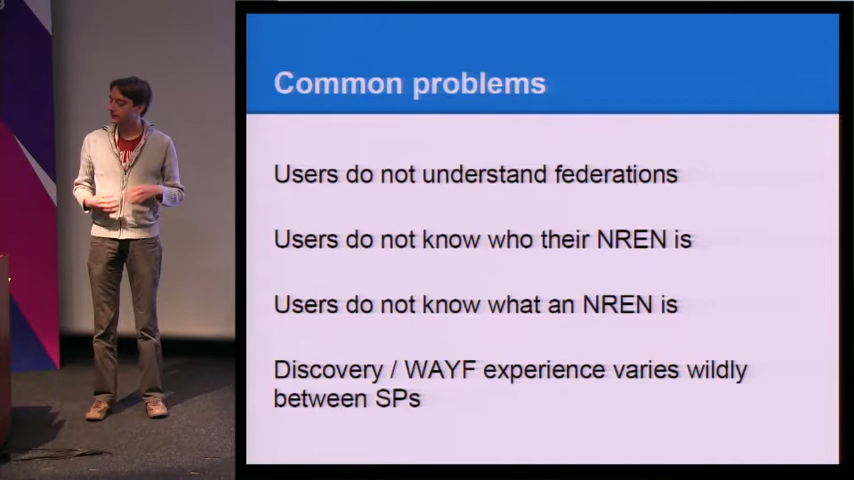 Common problems
Users do not understand federations
Users do not know who their NREN is
Users do not know what an NREN is
Discovery / WAYF experience varies wildly
between SPs